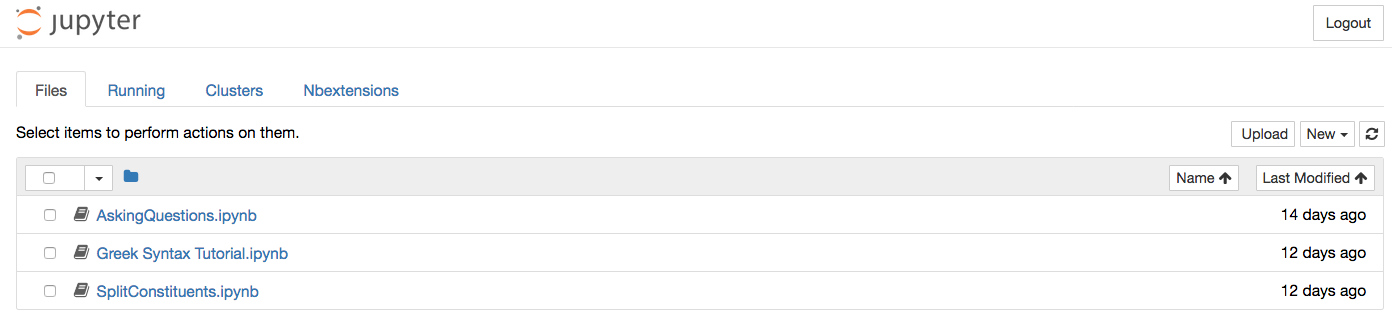 jupyter Logout
Files Running Clusters Nbextensions
Select items to perform actions on them. Upload New
Name Last Modified
AskingQuestions.ipynb 14 days ago
Greek Syntax Tutorial.ipynb 12 days ago
SplitConstituents.ipynb 12 days ago